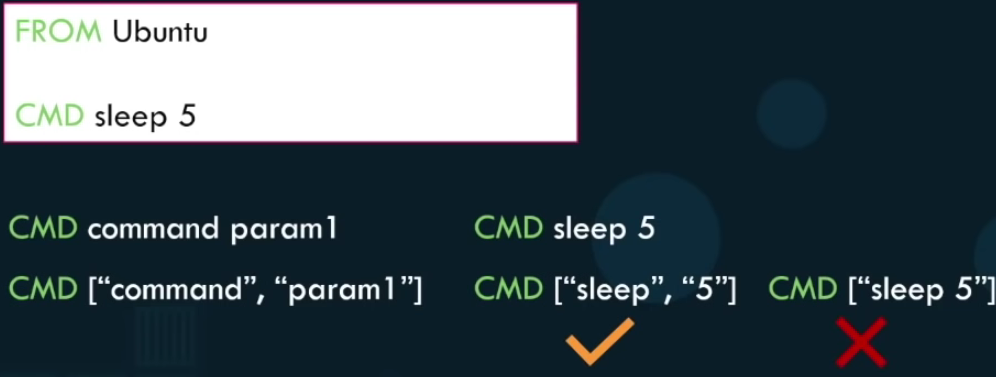 FROM Ubuntu
CMD sleep 5
CMD command param1 CMD sleep 5
CMD [“command”, “param1”] CMD [“sleep”, “5”] CMD [“sleep 5”]